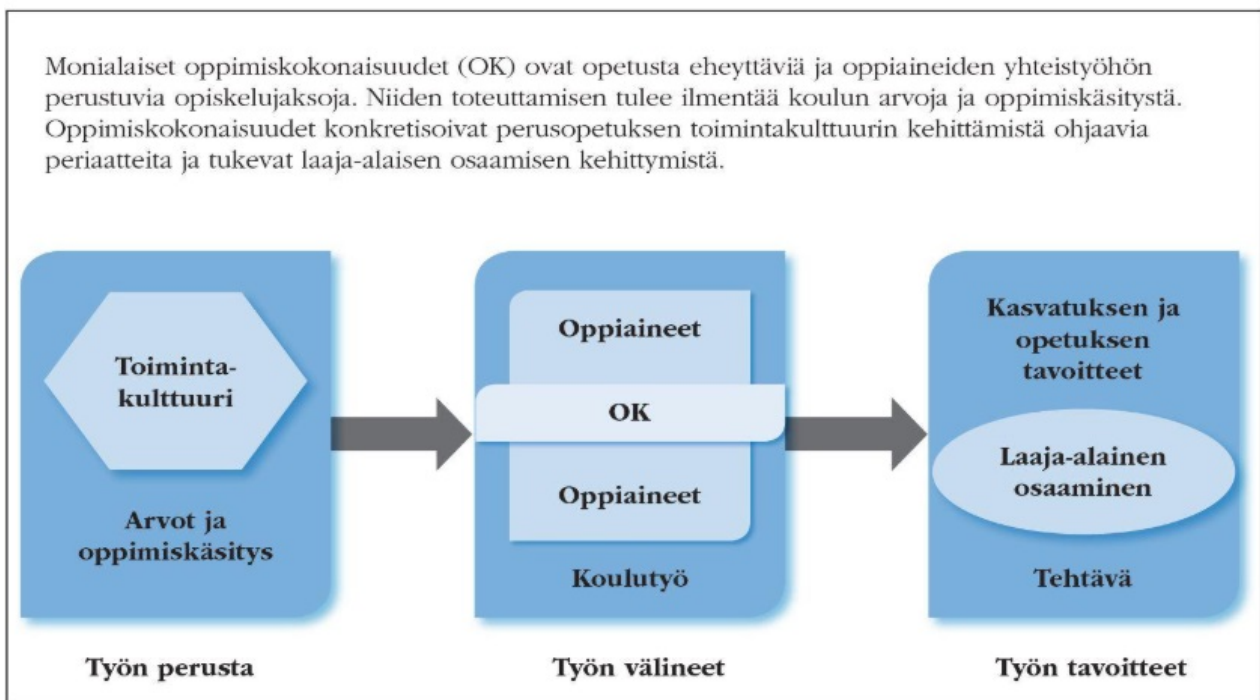 Monialaiset oppimiskokonaisuudet (OK) ovat opetusta eheyttäviä ja oppiaineiden yhteistyöhön
perustuvia opiskelujaksoja. Niiden toteuttamisen tulee ilmentää koulun arvoja ja oppimiskäsitystä.
Oppimiskokonaisuudet konkretisoivat perusopetuksen toimintakulttuurin kehittämistä ohjaavia
periaatteita ja tukevat laaja-alaisen osaamisen kehittymistä.
Toiminta-
kulttuuri
Arvot ja
oppimiskäsitys
Työn perusta
Oppiaineet
OK
Oppiaineet
Koulutyö
Työn välineet
Kasvatuksen ja
opetuksen
tavoitteet
Laaja-alainen
osaaminen
Tehtävä
Työn tavoitteet